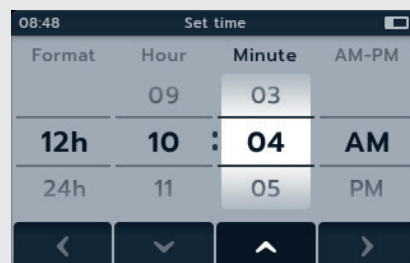 08:48 Set time
Format Hour Minute AM-PM
09 03
12h 10 : 04 AM
24h 11 05 PM